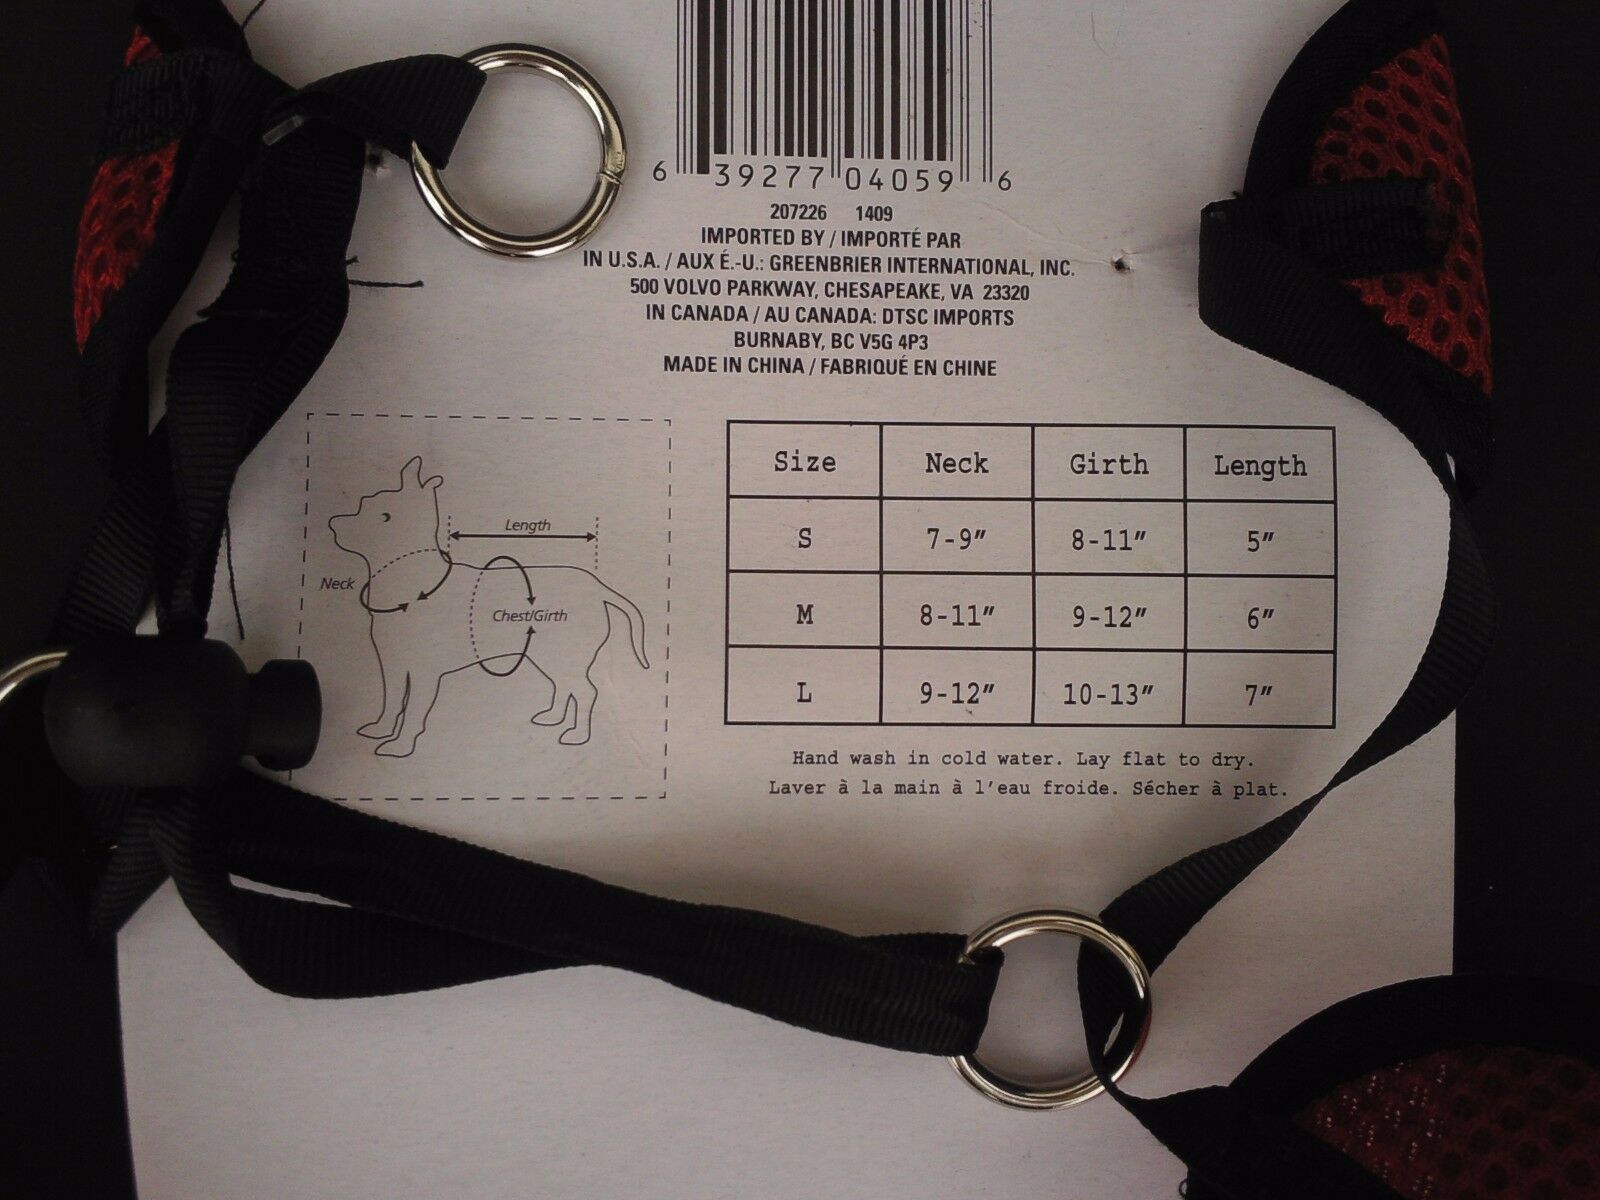 6 39277 04059 6
207226 1409
IMPORTED BY / IMPORTÉ PAR
IN U.S.A. / AUX É.-U.: GREENBRIER INTERNATIONAL, INC.
500 VOLVO PARKWAY, CHESAPEAKE, VA 23320
IN CANADA / AU CANADA: DTSC IMPORTS
BURNABY, BC V5G 4P3
MADE IN CHINA / FABRIQUÉ EN CHINE
Length
Neck
Chest/Girth
Size Neck Girth Length
S 7-9″ 8-11″ 5″
M 8-11″ 9-12″ 6″
L 9-12″ 10-13″ 7″
Hand wash in cold water. Lay flat to dry.
Laver à la main à l'eau froide. Sécher à plat.